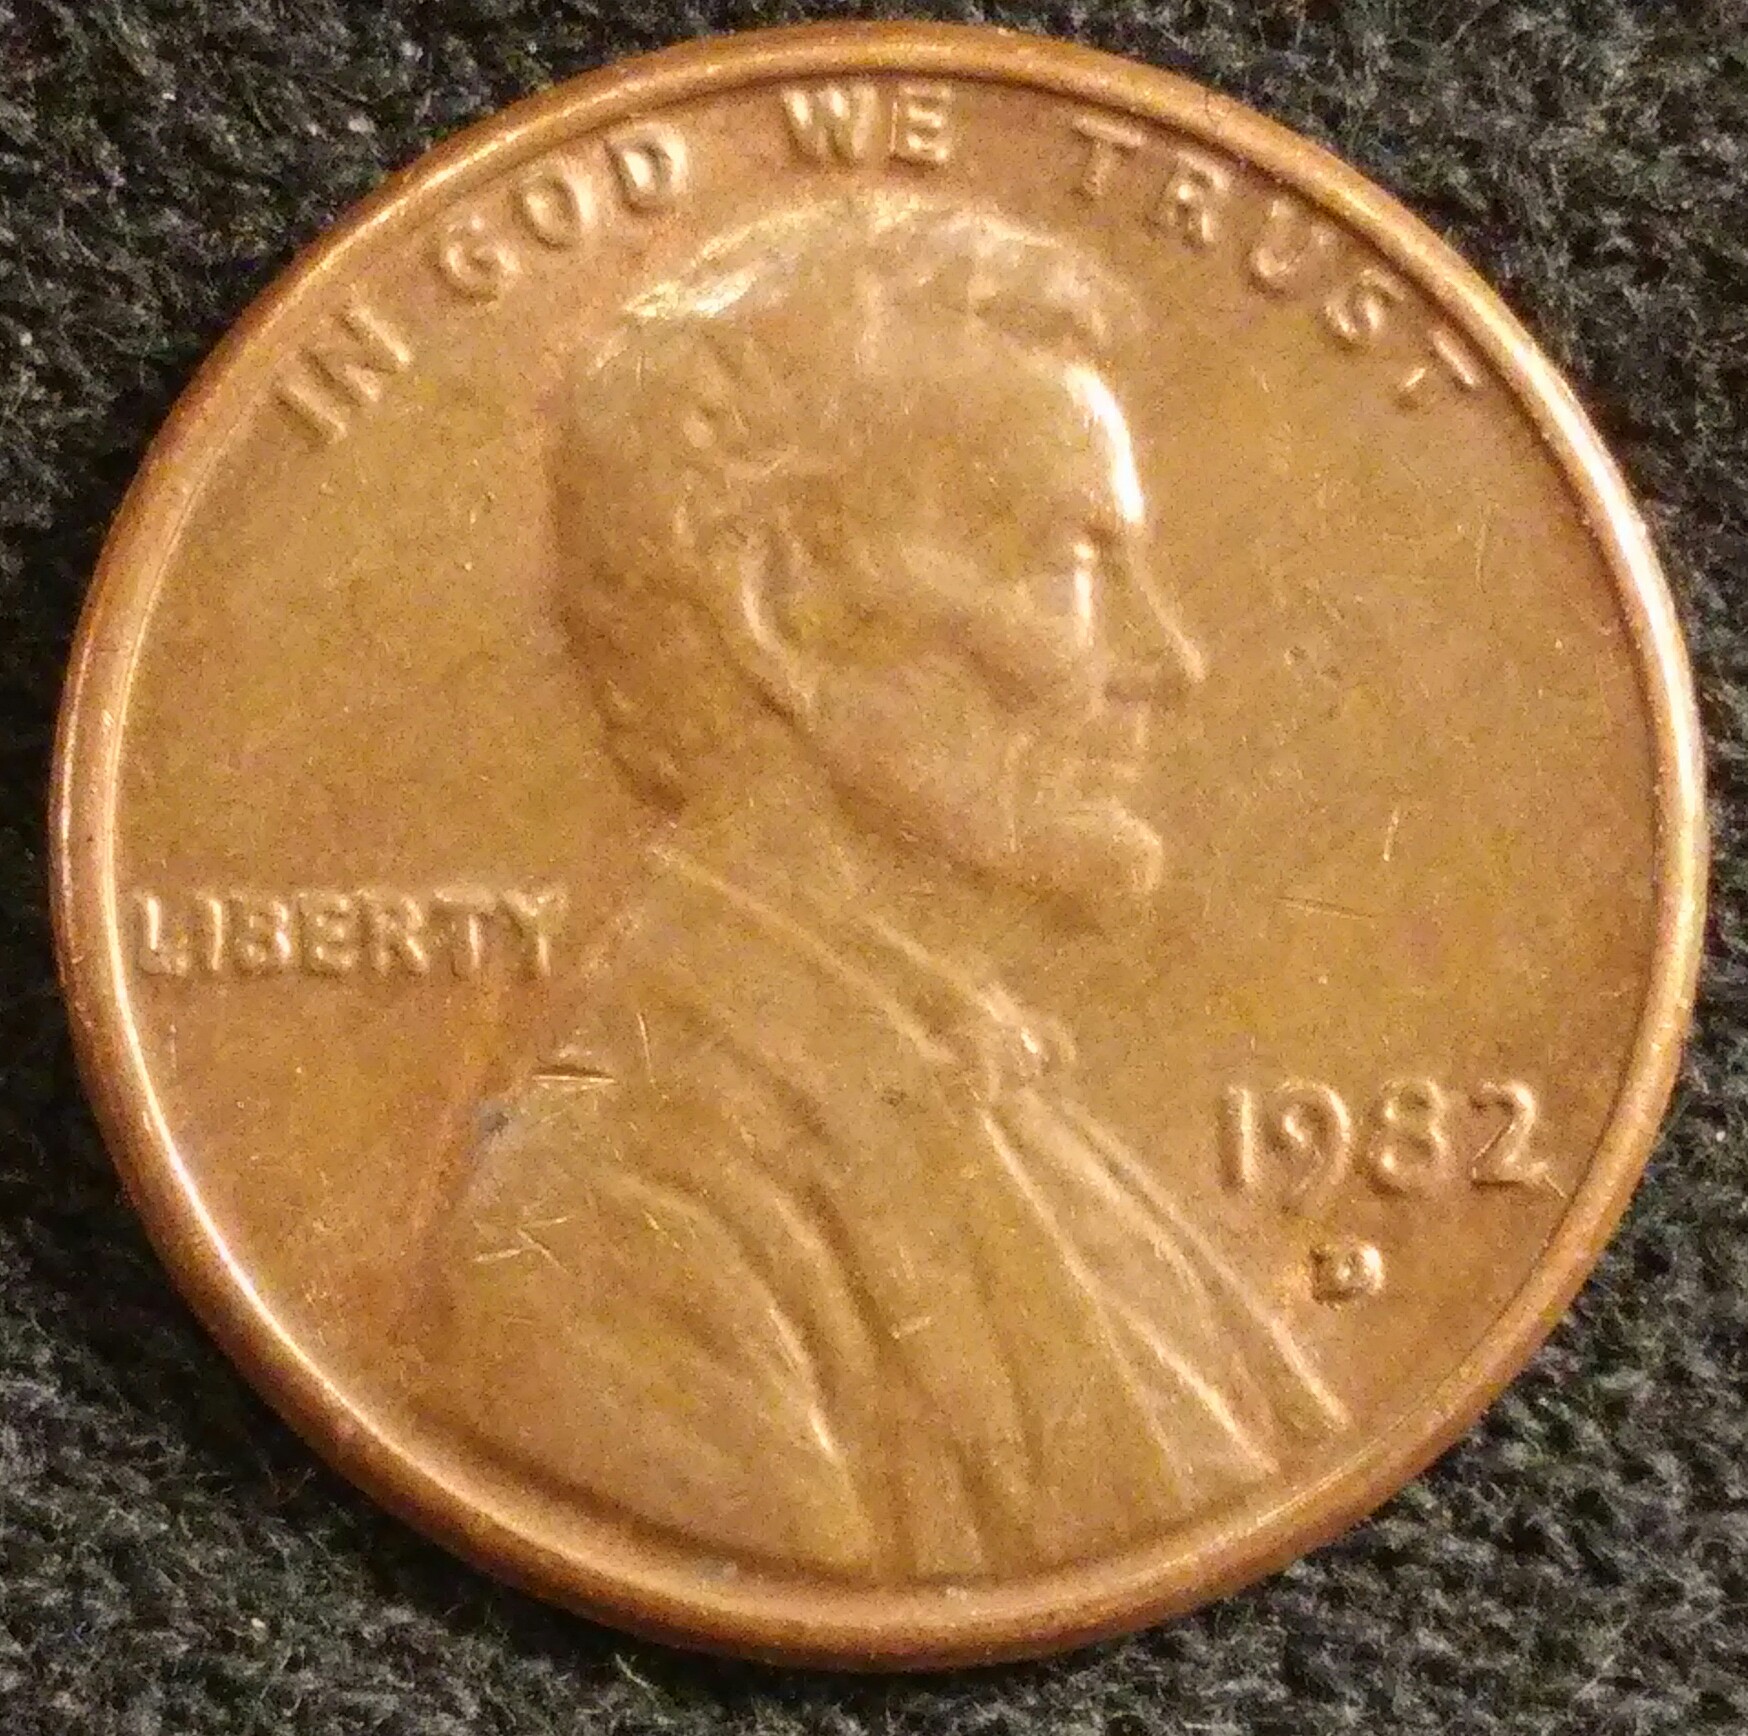 IN GOD WE TRUST
LIBERTY
1982
D